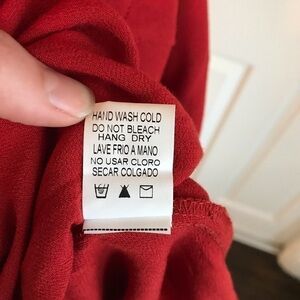 HAND WASH COLD
DO NOT BLEACH
HANG DRY
LAVE FRIO A MANO
NO USAR CLORO
SECAR COLGADO